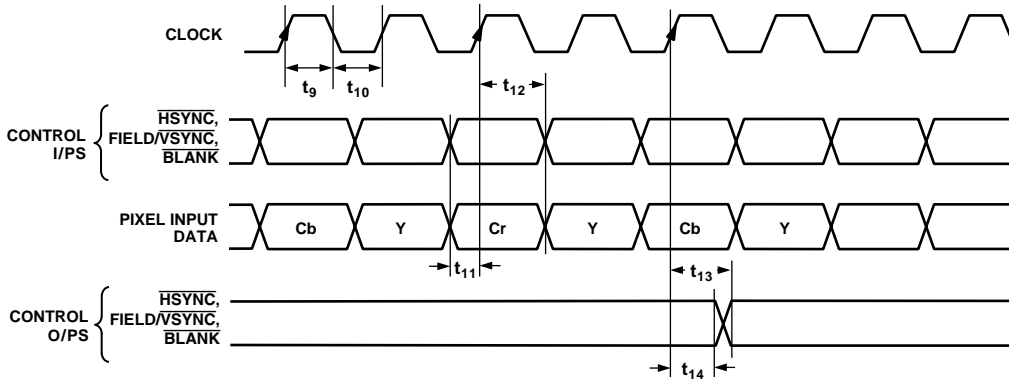 CLOCK
t9
t10
t12
CONTROL
I/PS
HSYNC,
FIELD/VSYNC,
BLANK
PIXEL INPUT
DATA
Cb
Y
Cr
Y
Cb
Y
t11
t13
CONTROL
O/PS
HSYNC,
FIELD/VSYNC,
BLANK
t14